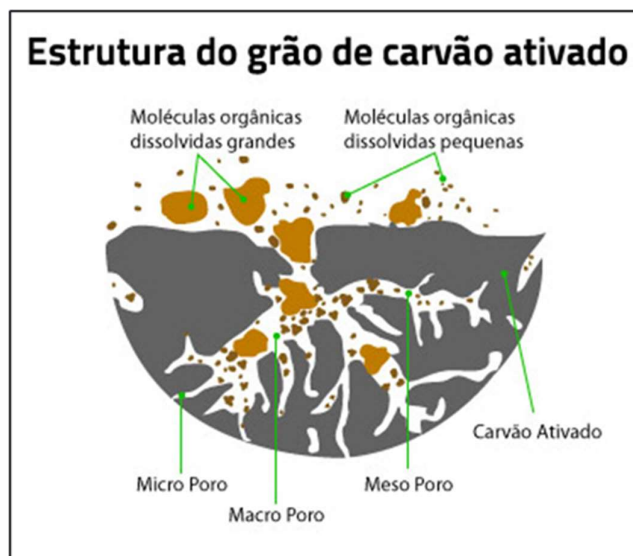 Estrutura do grão de carvão ativado
Moléculas orgânicas
dissolvidas grandes
Moléculas orgânicas
dissolvidas pequenas
Carvão Ativado
Micro Poro
Meso Poro
Macro Poro